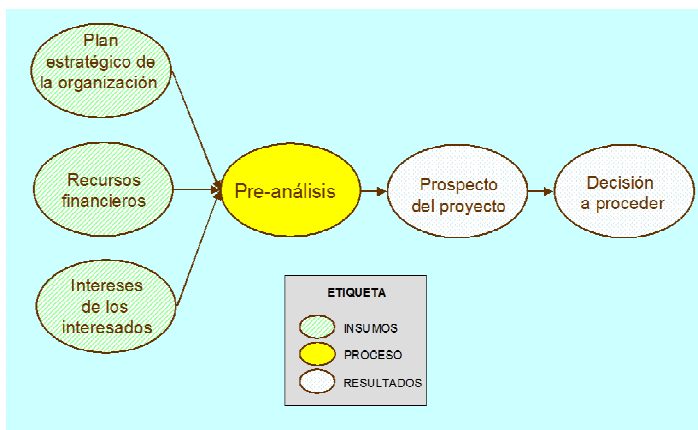 Plan
estratégico de
la organización
Recursos
financieros
Intereses
de los
interesados
Pre-análisis
Prospecto
del proyecto
Decisión
a proceder
ETIQUETA
INSUMOS
PROCESO
RESULTADOS